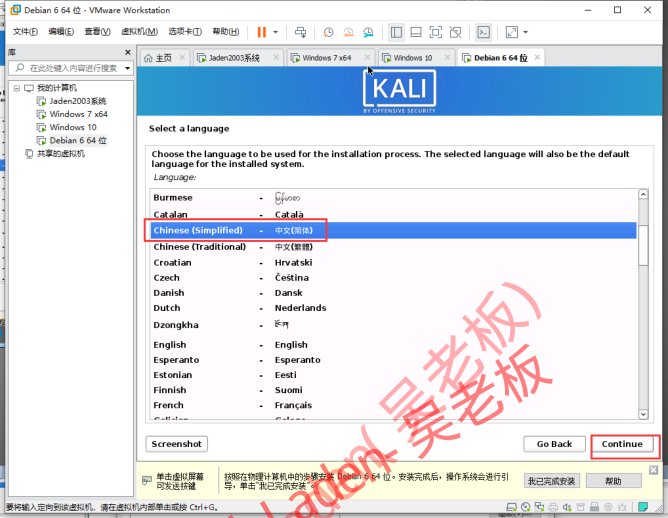 Debian 6 64 位 - VMware Workstation
文件(F) 编辑(E) 查看(V) 虚拟机(M) 选项卡(T) 帮助(H)
库
在此处键入内容进行搜索
我的计算机
Jaden2003系统
Windows 7 x64
Windows 10
Debian 6 64 位
共享的虚拟机
主页 Jaden2003系统 Windows 7 x64 Windows 10 Debian 6 64 位
KALI
BY OFFENSIVE SECURITY
Select a language
Choose the language to be used for the installation process. The selected language will also be the default
language for the installed system.
Language:
Burmese - မြန်မာစာ
Catalan - Català
Chinese (Simplified) - 中文(简体)
Chinese (Traditional) - 中文(繁體)
Croatian - Hrvatski
Czech - Čeština
Danish - Dansk
Dutch - Nederlands
Dzongkha - རྫོང་ཁ།
English - English
Esperanto - Esperanto
Estonian - Eesti
Finnish - Suomi
French - Français
Galician - Galego
Screenshot Go Back Continue
单击虚拟屏幕
可发送按键
按照在物理计算机中的步骤安装 Debian 6 64 位。安装完成后，操作系统会进行引
导，单击“我已完成安装”。
我已完成安装 帮助
要将输入定向到该虚拟机，请在虚拟机内部单击或按 Ctrl+G。
Jaden(吴老板)
Jaden- 吴老板